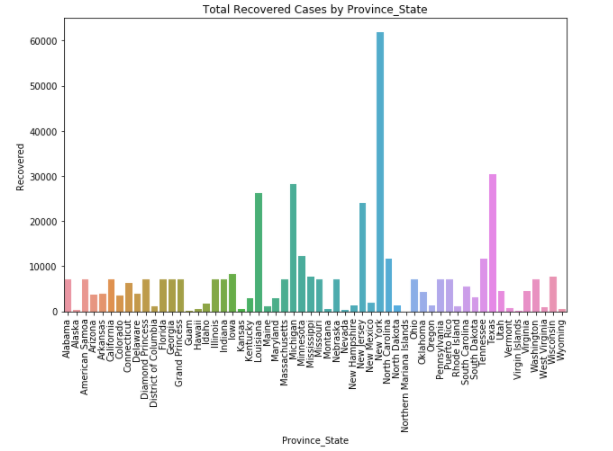 Total Recovered Cases by Province_State
60000
50000
40000
30000
20000
10000
0
Recovered
Alabama
Alaska
American Samoa
Arizona
Arkansas
California
Colorado
Connecticut
Delaware
Diamond Princess
District of Columbia
Florida
Georgia
Grand Princess
Guam
Hawaii
Idaho
Illinois
Indiana
Iowa
Kansas
Kentucky
Louisiana
Maine
Maryland
Massachusetts
Michigan
Minnesota
Mississippi
Missouri
Montana
Nebraska
Nevada
New Hampshire
New Jersey
New Mexico
New York
North Carolina
North Dakota
Northern Mariana Islands
Ohio
Oklahoma
Oregon
Pennsylvania
Puerto Rico
Rhode Island
South Carolina
South Dakota
Tennessee
Texas
Utah
Vermont
Virgin Islands
Virginia
Washington
West Virginia
Wisconsin
Wyoming
Province_State